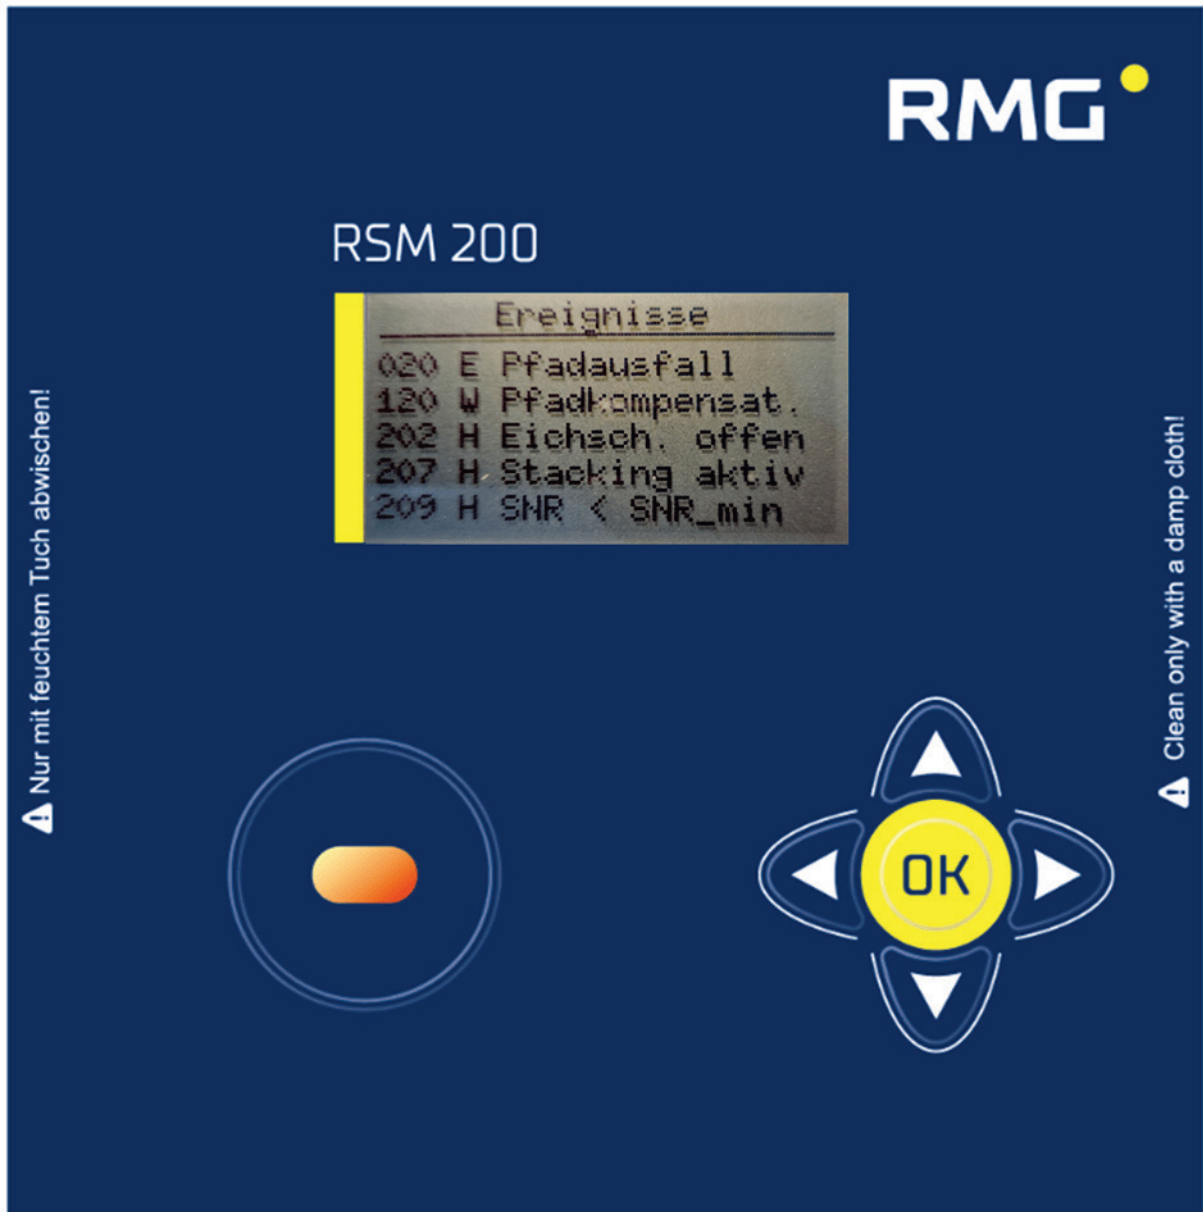 RMG
RSM 200
Ereignisse
020 E Pfadausfall
120 W Pfadkompensat.
202 H Eichsch. offen
207 H Stacking aktiv
209 H SNR < SNR_min
Nur mit feuchtem Tuch abwischen!
Clean only with a damp cloth!
OK